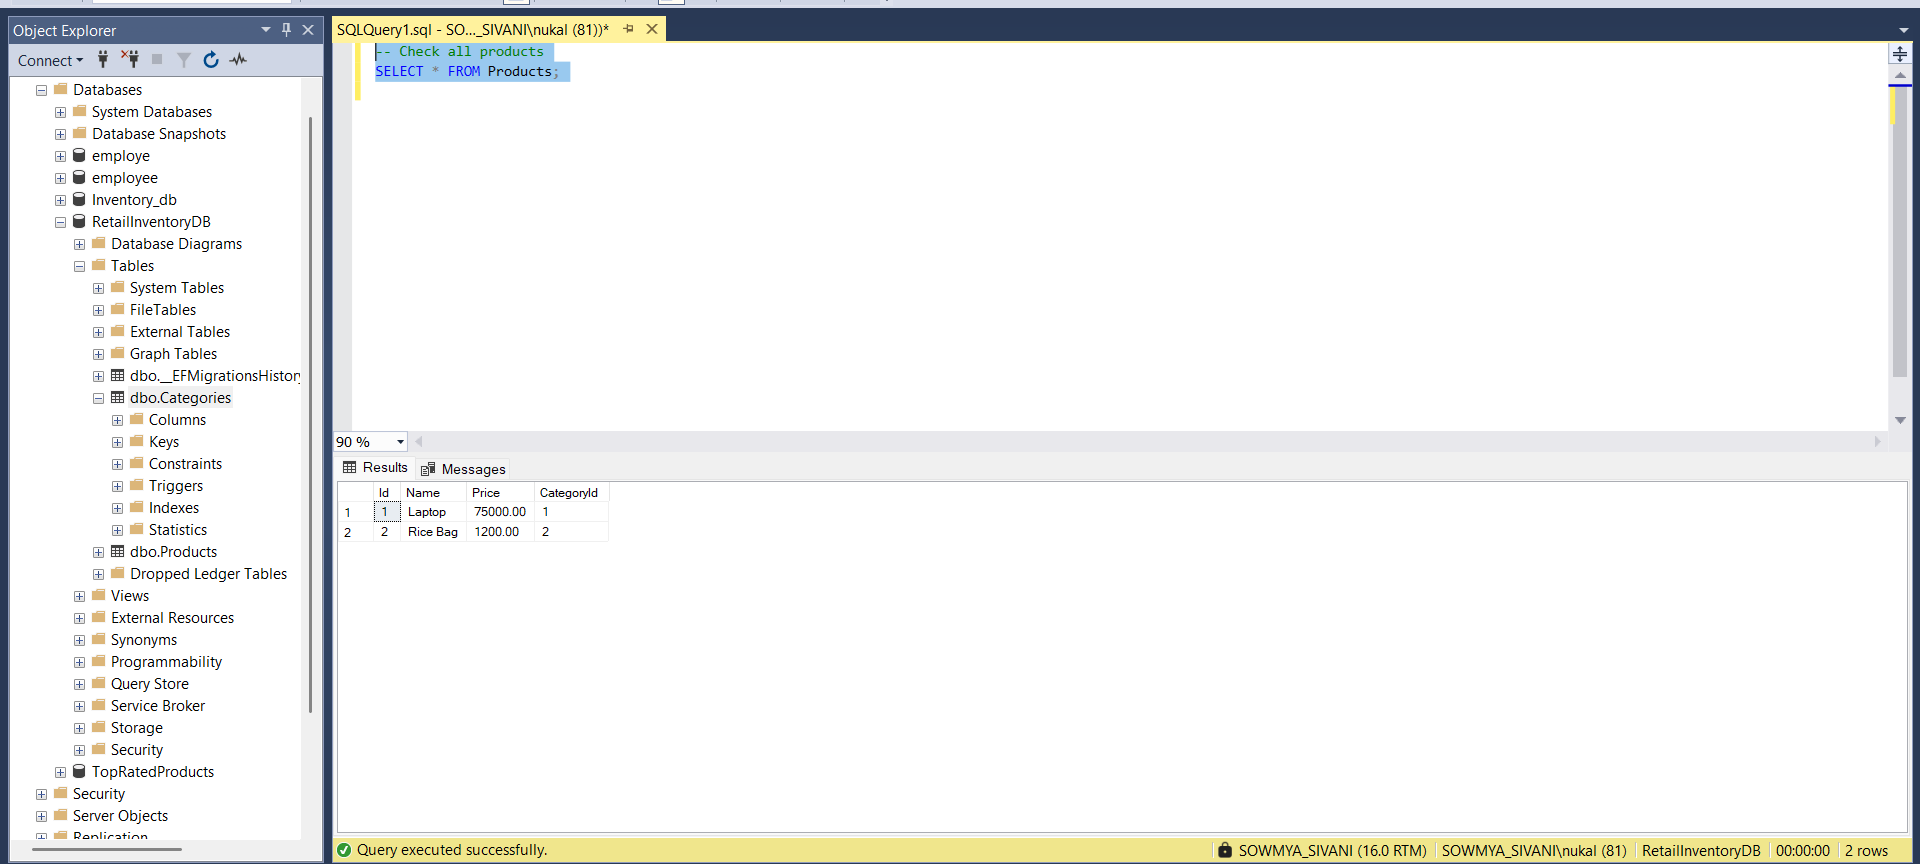 Object Explorer
Connect
Databases
System Databases
Database Snapshots
employe
employee
Inventory_db
RetailInventoryDB
Database Diagrams
Tables
System Tables
FileTables
External Tables
Graph Tables
dbo.__EFMigrationsHistory
dbo.Categories
Columns
Keys
Constraints
Triggers
Indexes
Statistics
dbo.Products
Dropped Ledger Tables
Views
External Resources
Synonyms
Programmability
Query Store
Service Broker
Storage
Security
TopRatedProducts
Security
Server Objects
Replication
SQLQuery1.sql - SO..._SIVANI\nukal (81))*
-- Check all products
SELECT * FROM Products;
90 %
Results Messages
Id Name Price CategoryId
1 1 Laptop 75000.00 1
2 2 Rice Bag 1200.00 2
Query executed successfully. SOWMYA_SIVANI (16.0 RTM) SOWMYA_SIVANI\nukal (81) RetailInventoryDB 00:00:00 2 rows